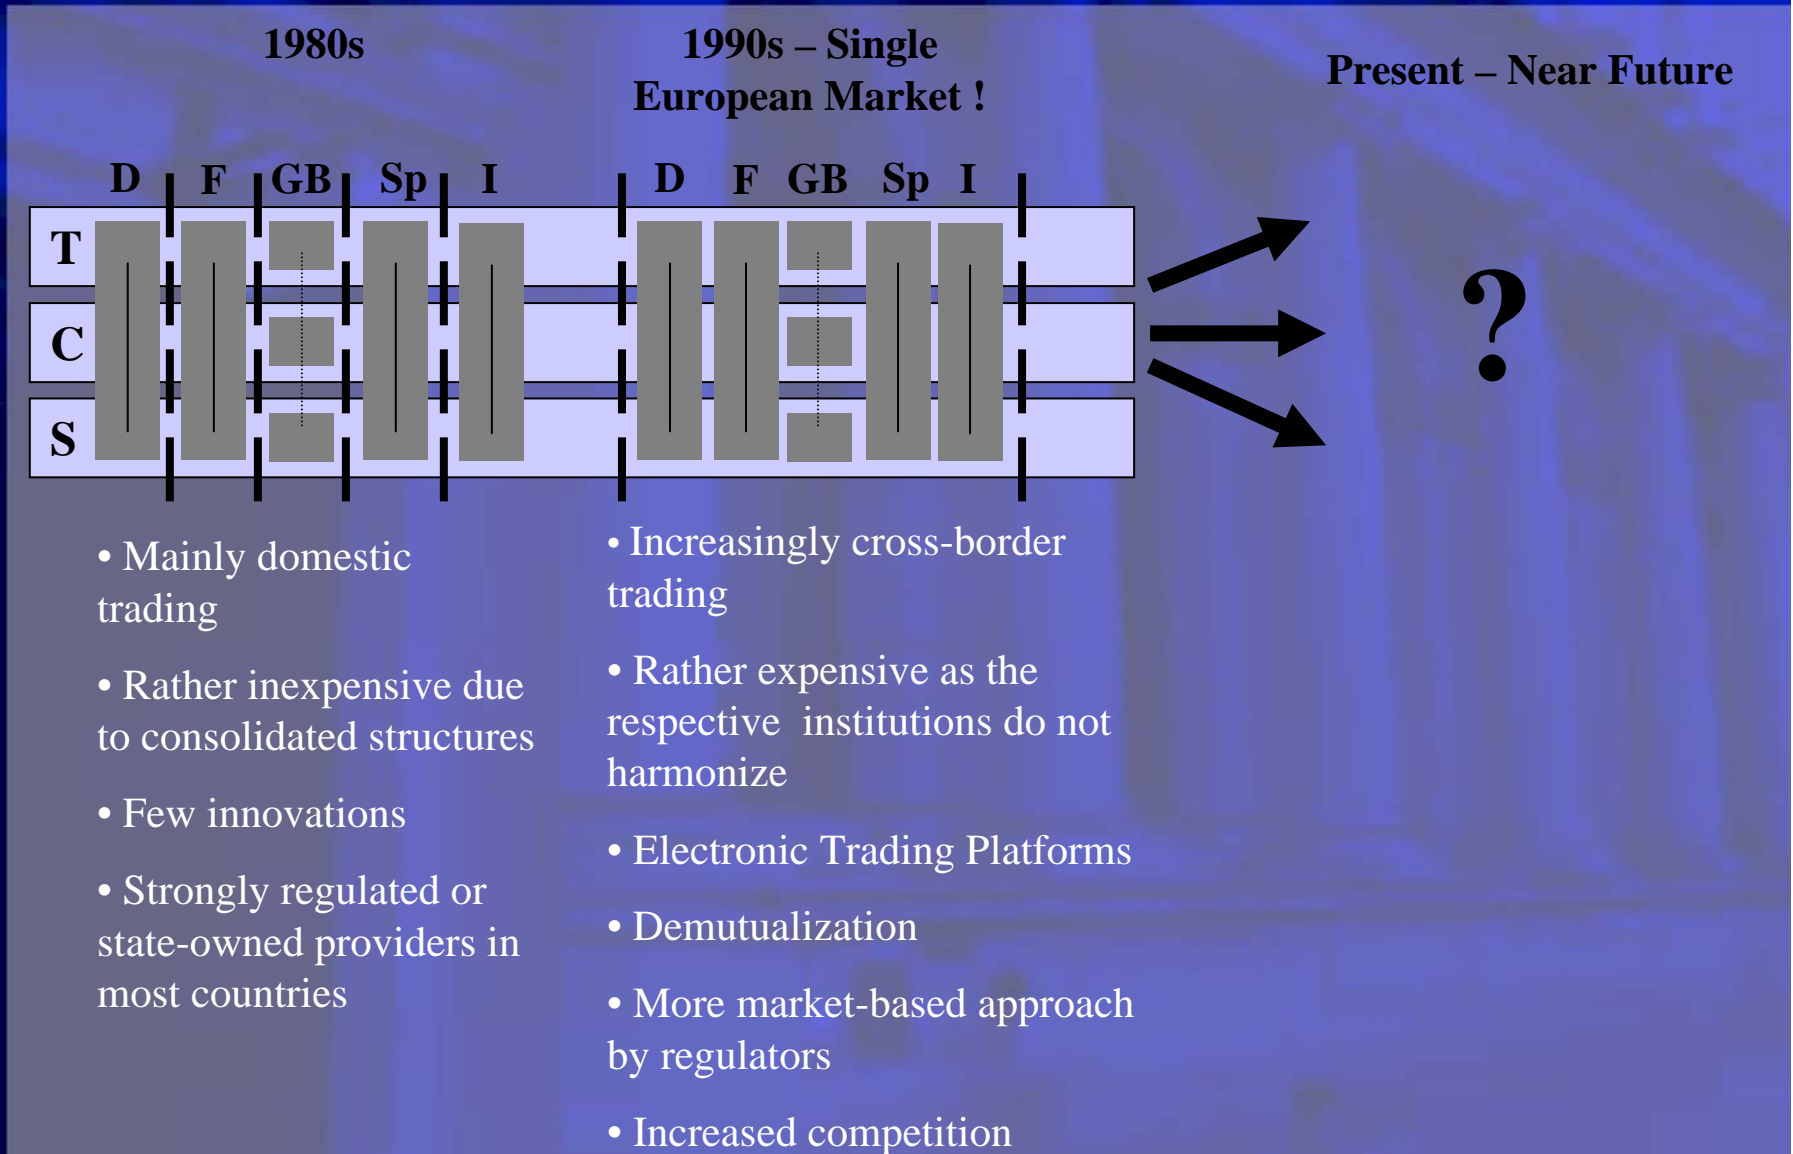 1980s
1990s – Single
European Market !
Present – Near Future
D F GB Sp I
D F GB Sp I
T
C
S
?
• Mainly domestic
trading
• Rather inexpensive due
to consolidated structures
• Few innovations
• Strongly regulated or
state-owned providers in
most countries
• Increasingly cross-border
trading
• Rather expensive as the
respective institutions do not
harmonize
• Electronic Trading Platforms
• Demutualization
• More market-based approach
by regulators
• Increased competition